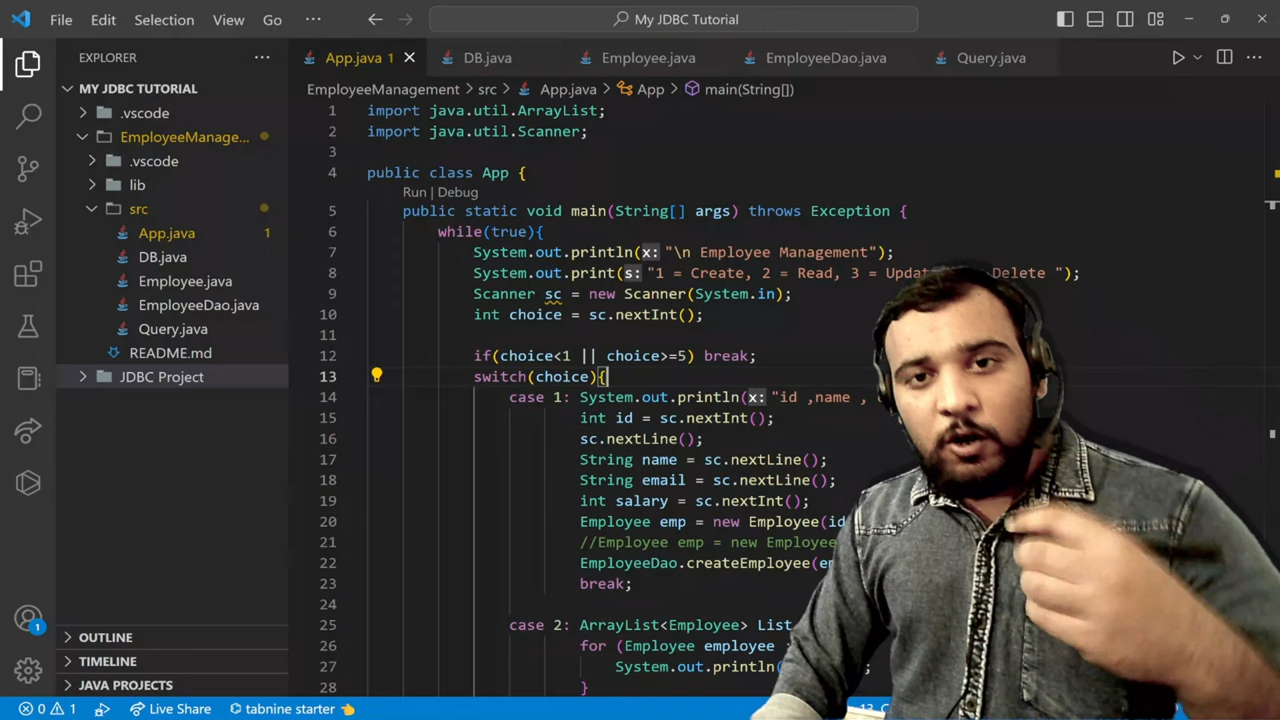 File Edit Selection View Go ··· My JDBC Tutorial
EXPLORER ···
MY JDBC TUTORIAL
.vscode
EmployeeManage...
.vscode
lib
src
App.java 1
DB.java
Employee.java
EmployeeDao.java
Query.java
README.md
JDBC Project
OUTLINE
TIMELINE
JAVA PROJECTS
App.java 1 DB.java Employee.java EmployeeDao.java Query.java
EmployeeManagement > src > App.java > App > main(String[])
1 import java.util.ArrayList;
2 import java.util.Scanner;
3
4 public class App {
Run | Debug
5 public static void main(String[] args) throws Exception {
6 while(true){
7 System.out.println(x: "\n Employee Management");
8 System.out.print(s: "1 = Create, 2 = Read, 3 = Delete ");
9 Scanner sc = new Scanner(System.in);
10 int choice = sc.nextInt();
11
12 if(choice<1 || choice>=5) break;
13 switch(choice){
14 case 1: System.out.println(x: "id ,name ,
15 int id = sc.nextInt();
16 sc.nextLine();
17 String name = sc.nextLine();
18 String email = sc.nextLine();
19 int salary = sc.nextInt();
20 Employee emp = new Employee(id
21 //Employee emp = new Employee
22 EmployeeDao.createEmployee(
23 break;
24
25 case 2: ArrayList<Employee> List
26 for (Employee employee :
27 System.out.println(
28 }
1
0 1 Live Share tabnine starter